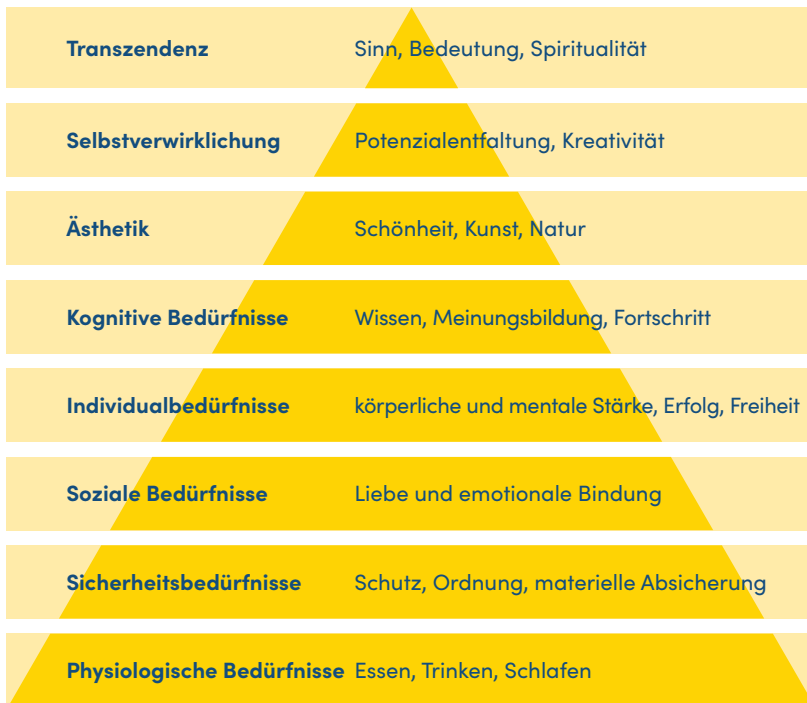 Transzendenz Sinn, Bedeutung, Spiritualität
Selbstverwirklichung Potenzialentfaltung, Kreativität
Ästhetik Schönheit, Kunst, Natur
Kognitive Bedürfnisse Wissen, Meinungsbildung, Fortschritt
Individualbedürfnisse körperliche und mentale Stärke, Erfolg, Freiheit
Soziale Bedürfnisse Liebe und emotionale Bindung
Sicherheitsbedürfnisse Schutz, Ordnung, materielle Absicherung
Physiologische Bedürfnisse Essen, Trinken, Schlafen